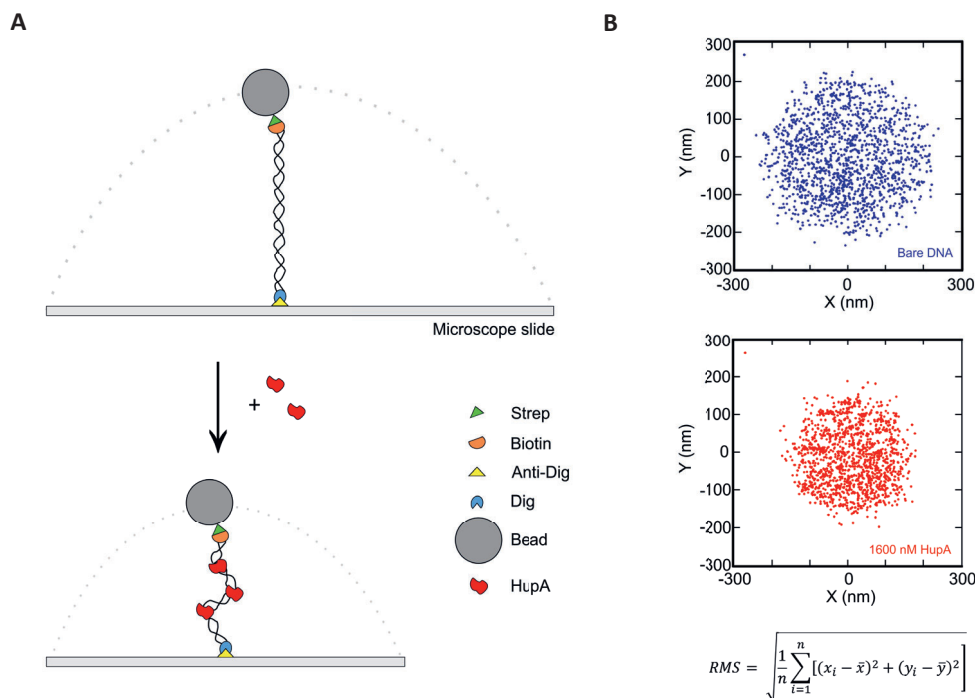 A
Microscope slide
+
Strep
Biotin
Anti-Dig
Dig
Bead
HupA
B
300
200
100
0
-100
-200
-300
Y (nm)
Bare DNA
-300 0 300
X (nm)
300
200
100
0
-100
-200
-300
Y (nm)
1600 nM HupA
-300 0 300
X (nm)
RMS = √(1/n ∑ i=1 n [(xᵢ − x̄)² + (yᵢ − ȳ)²])